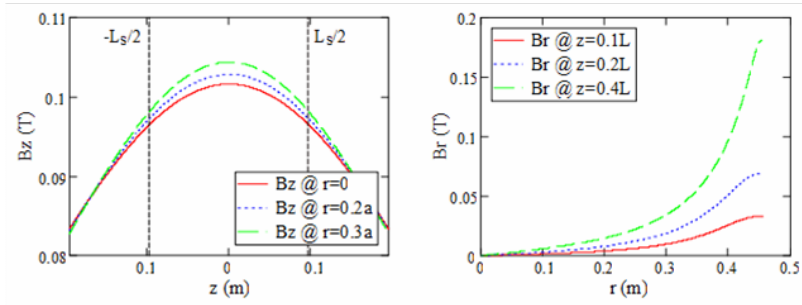 0.11
-Ls/2
Ls/2
0.1
Bz (T)
0.09
0.08
Bz @ r=0
Bz @ r=0.2a
Bz @ r=0.3a
0.1
0
0.1
z (m)
0.2
Br @ z=0.1L
Br @ z=0.2L
Br @ z=0.4L
0.15
Br (T)
0.1
0.05
0
0
0.1
0.2
0.3
0.4
0.5
r (m)